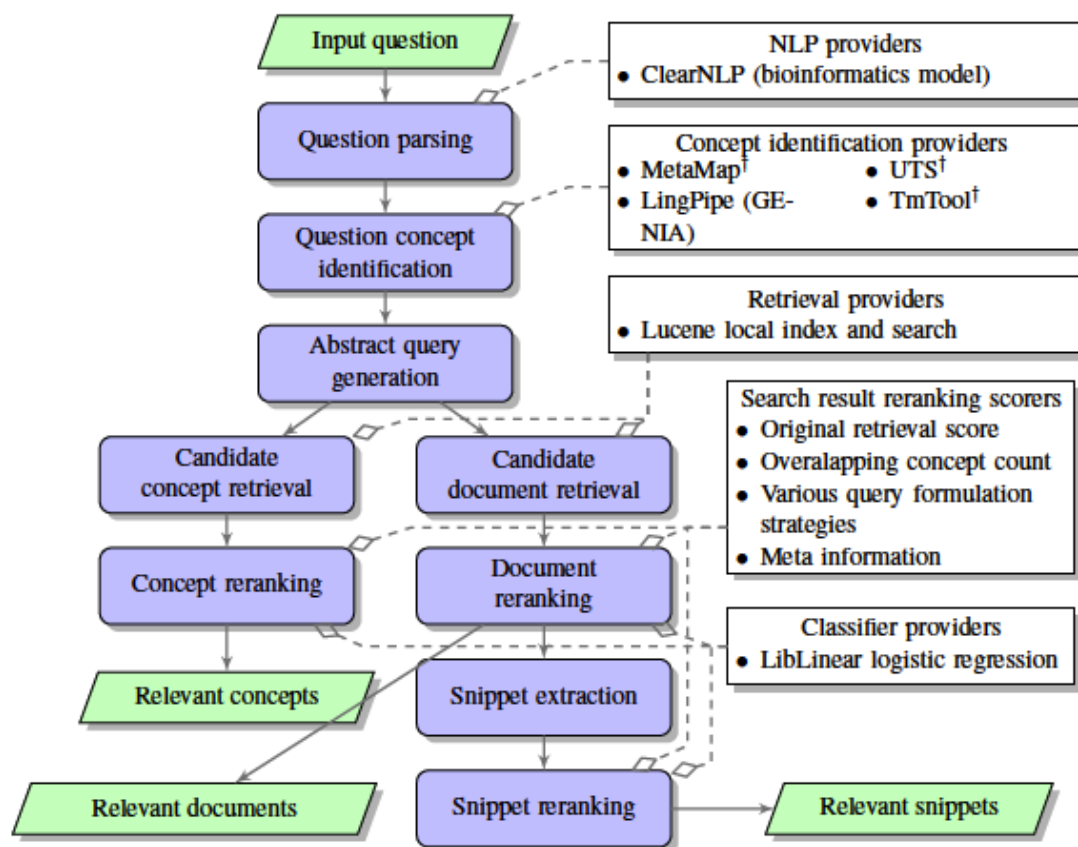 Input question
NLP providers
● ClearNLP (bioinformatics model)
Question parsing
Concept identification providers
● MetaMap†
● UTS†
● LingPipe (GE-
NIA)
● TmTool†
Question concept
identification
Retrieval providers
● Lucene local index and search
Abstract query
generation
Search result reranking scorers
● Original retrieval score
● Overalapping concept count
● Various query formulation
strategies
● Meta information
Candidate
concept retrieval
Candidate
document retrieval
Concept reranking
Document
reranking
Classifier providers
● LibLinear logistic regression
Relevant concepts
Snippet extraction
Relevant documents
Snippet reranking
Relevant snippets